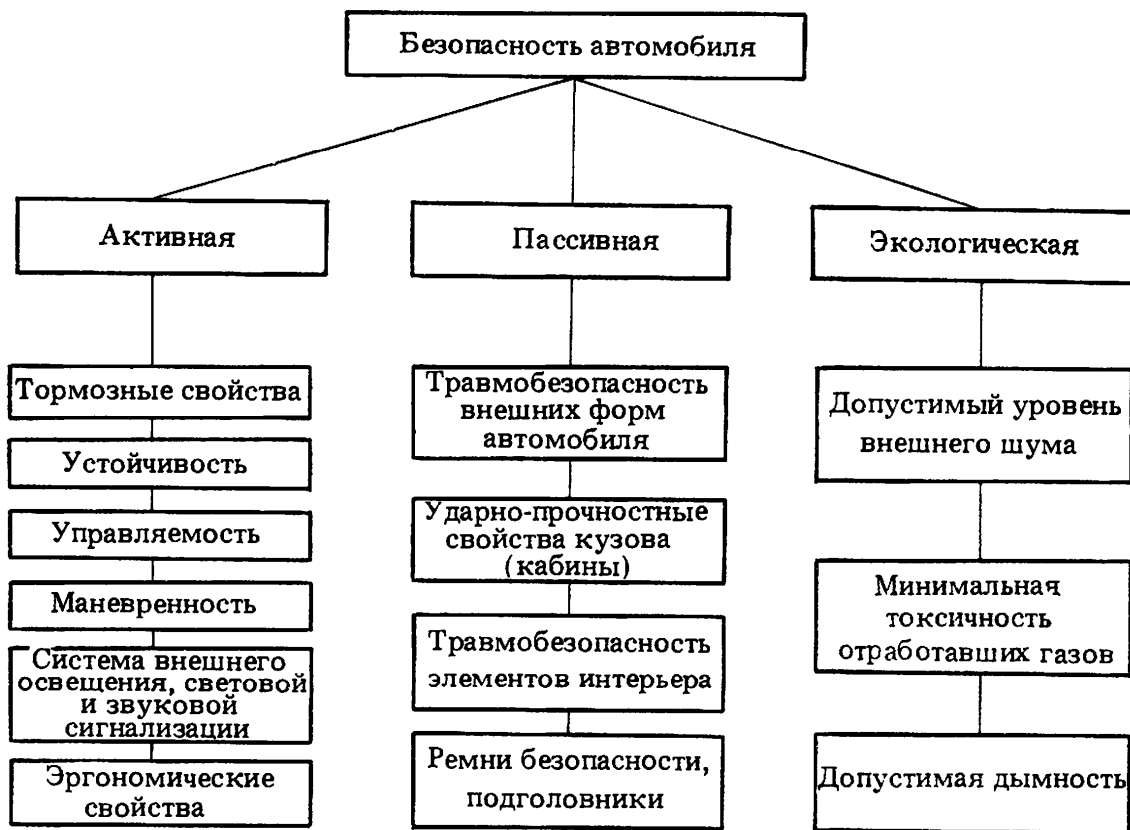 Безопасность автомобиля
Активная
Пассивная
Экологическая
Тормозные свойства
Устойчивость
Управляемость
Маневренность
Система внешнего
освещения, световой
и звуковой
сигнализации
Эргономические
свойства
Травмобезопасность
внешних форм
автомобиля
Ударно-прочностные
свойства кузова
(кабины)
Травмобезопасность
элементов интерьера
Ремни безопасности,
подголовники
Допустимый уровень
внешнего шума
Минимальная
токсичность
отработавших газов
Допустимая дымность